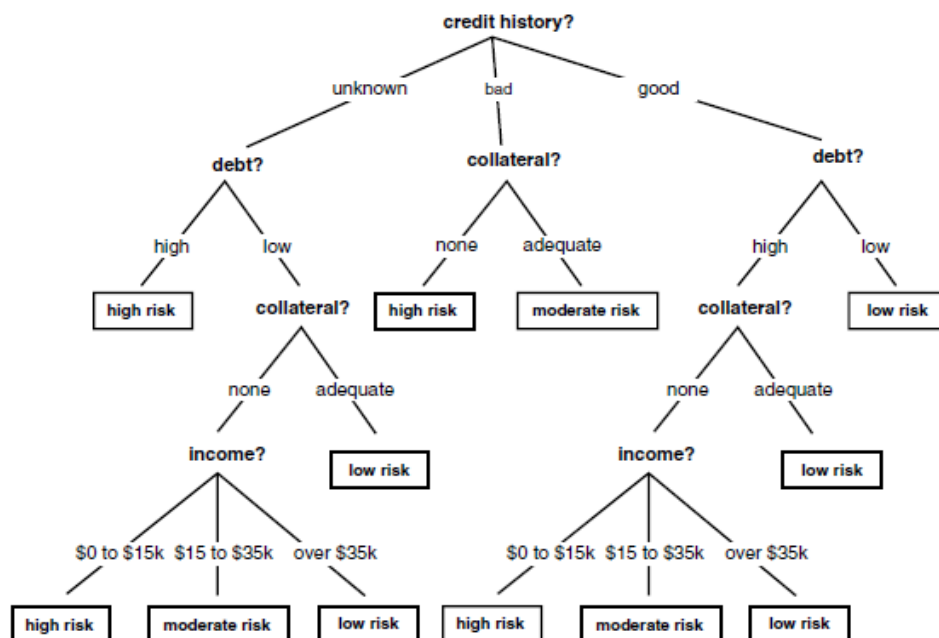 credit history?
unknown bad good
debt? collateral? debt?
high low none adequate high low
high risk collateral? high risk moderate risk collateral? low risk
none adequate none adequate
income? low risk income? low risk
$0 to $15k $15 to $35k over $35k $0 to $15k $15 to $35k over $35k
high risk moderate risk low risk high risk moderate risk low risk